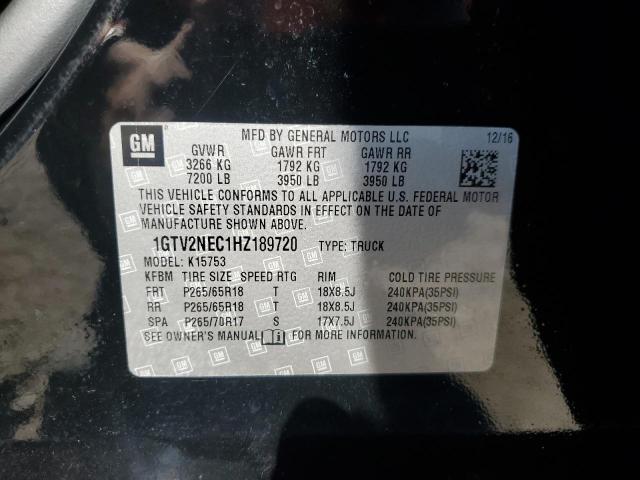 GM MFD BY GENERAL MOTORS LLC 12/16
GVWR GAWR FRT GAWR RR
3266 KG 1792 KG 1792 KG
7200 LB 3950 LB 3950 LB
THIS VEHICLE CONFORMS TO ALL APPLICABLE U.S. FEDERAL MOTOR
VEHICLE SAFETY STANDARDS IN EFFECT ON THE DATE OF
MANUFACTURE SHOWN ABOVE.
1GTV2NEC1HZ189720 TYPE: TRUCK
MODEL: K15753
KFBM TIRE SIZE SPEED RTG RIM COLD TIRE PRESSURE
FRT P265/65R18 T 18X8.5J 240KPA(35PSI)
RR P265/65R18 T 18X8.5J 240KPA(35PSI)
SPA P265/70R17 S 17X7.5J 240KPA(35PSI)
SEE OWNER'S MANUAL FOR MORE INFORMATION.